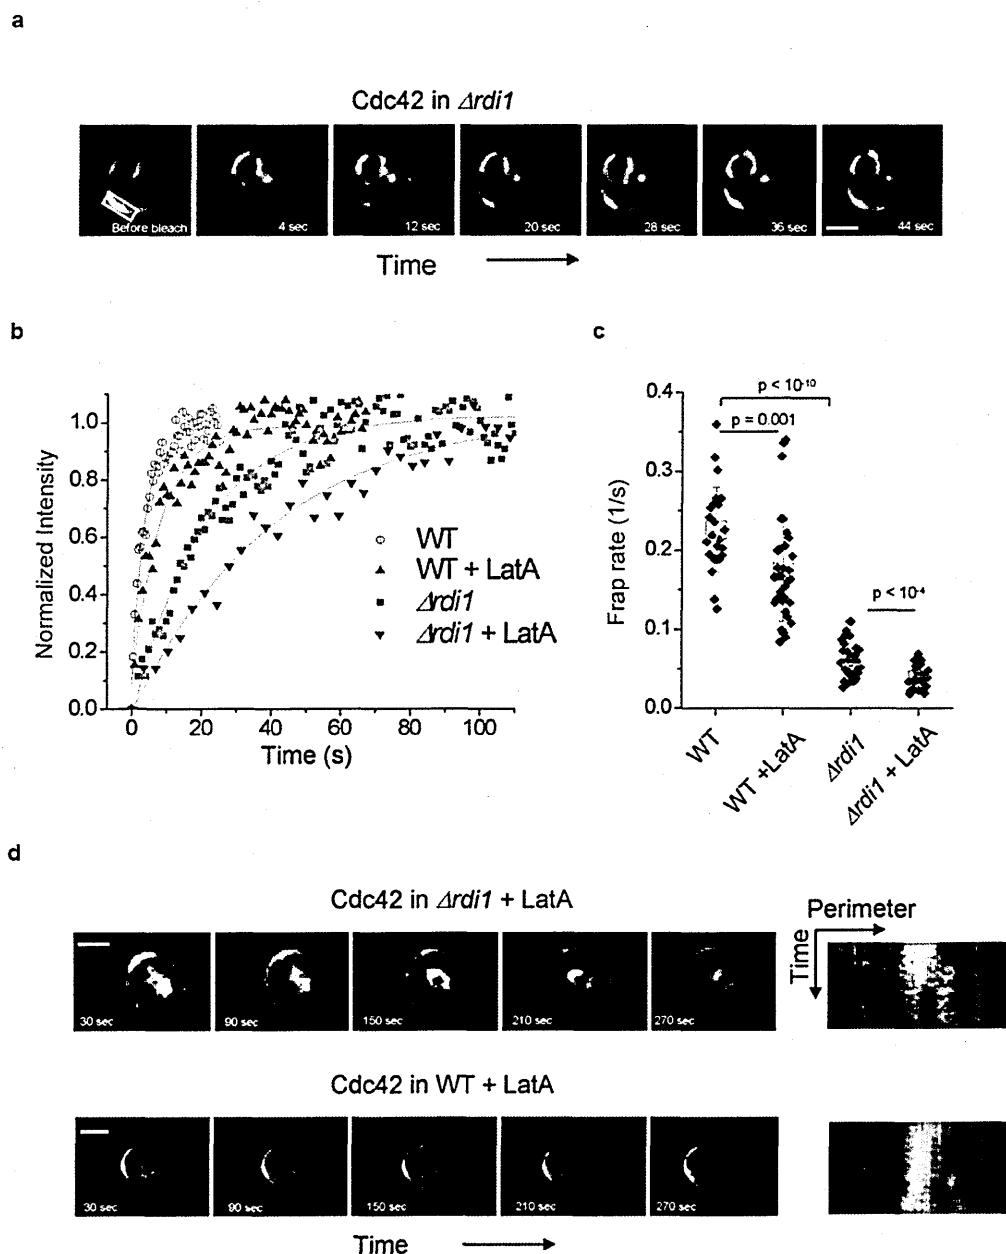 a
Cdc42 in Δrdi1
Before bleach
4 sec
12 sec
20 sec
28 sec
36 sec
44 sec
Time
b
Normalized Intensity
1.0
0.8
0.6
0.4
0.2
0.0
0
20
40
60
80
100
Time (s)
WT
WT + LatA
Δrdi1
Δrdi1 + LatA
c
Frap rate (1/s)
0.4
0.3
0.2
0.1
0.0
p < 10-10
p = 0.001
p < 10-4
WT
WT +LatA
Δrdi1
Δrdi1 + LatA
d
Cdc42 in Δrdi1 + LatA
30 sec
90 sec
150 sec
210 sec
270 sec
Perimeter
Time
Cdc42 in WT + LatA
30 sec
90 sec
150 sec
210 sec
270 sec
Time